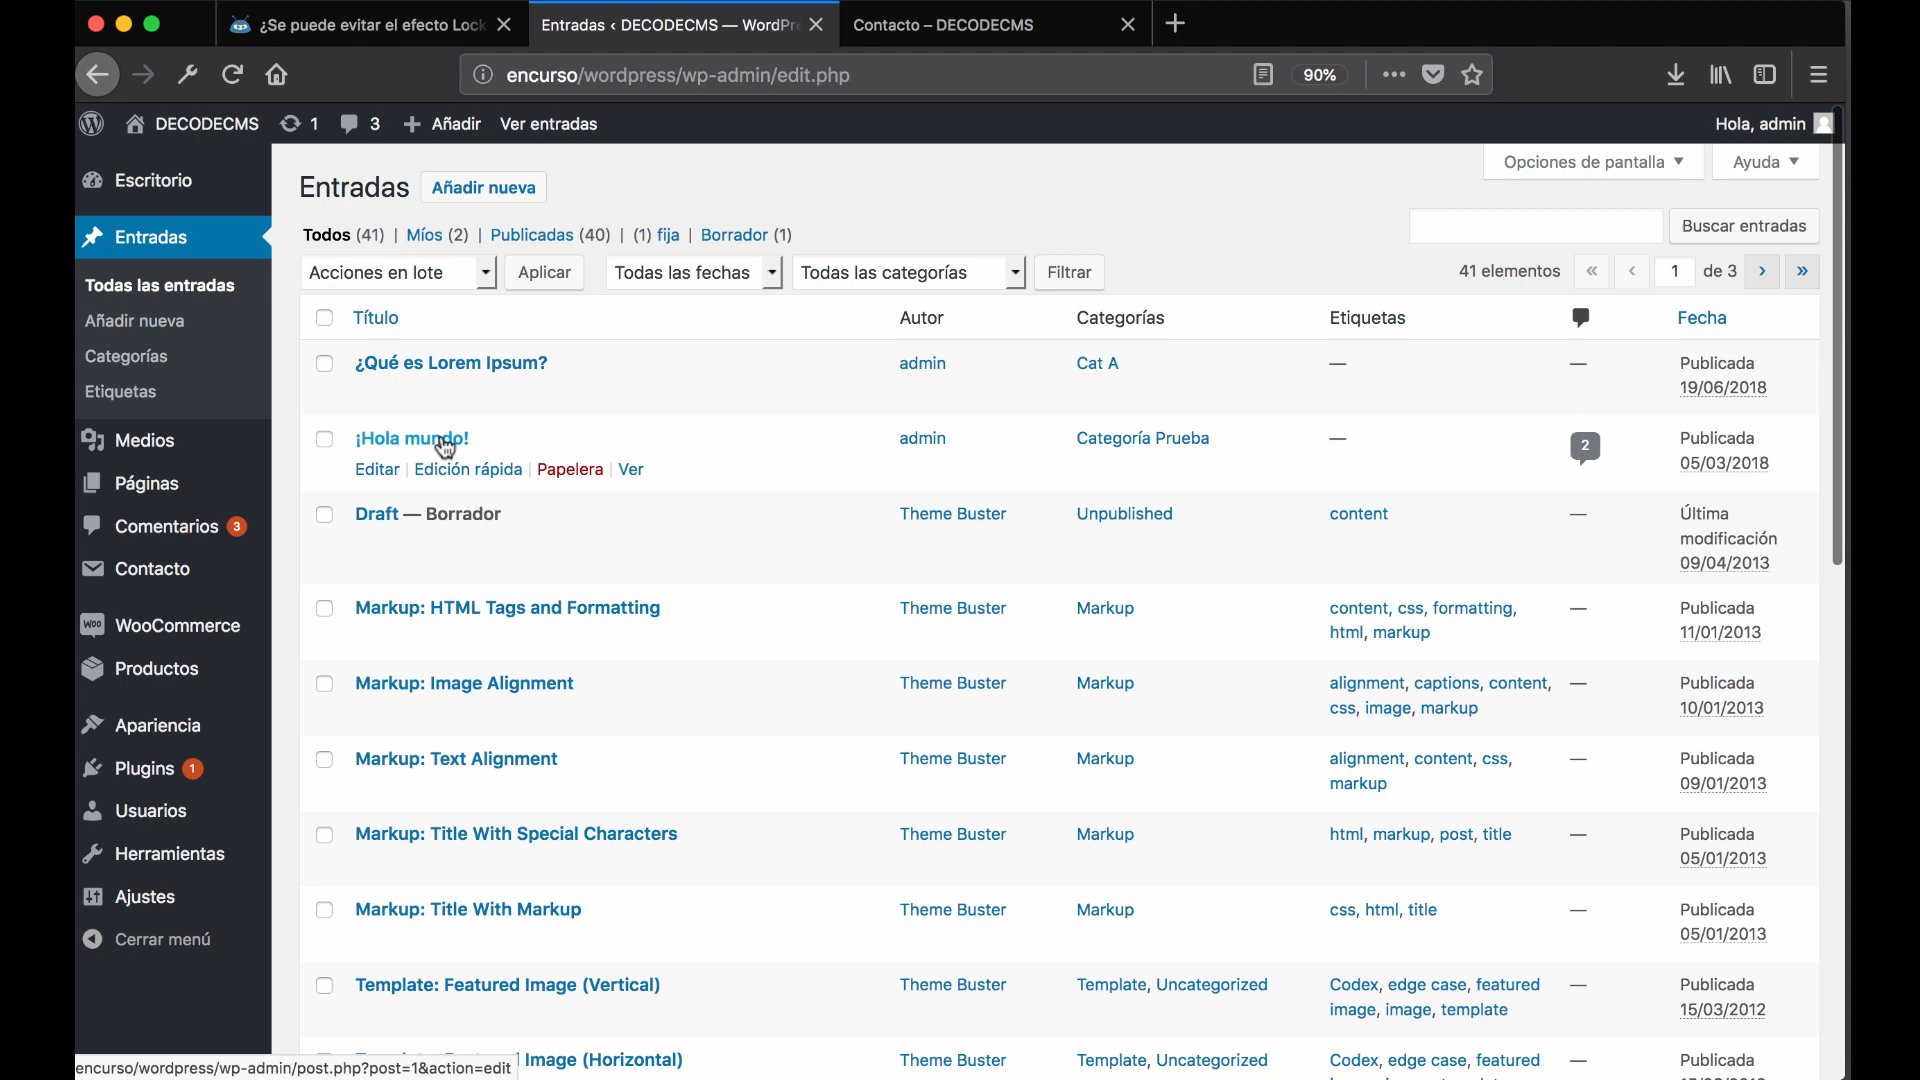 ¿Se puede evitar el efecto Lock
Entradas ‹ DECODECMS — WordPr
Contacto – DECODECMS
encurso/wordpress/wp-admin/edit.php
90%
DECODECMS
1
3
Añadir
Ver entradas
Hola, admin
Escritorio
Entradas
Todas las entradas
Añadir nueva
Categorías
Etiquetas
Medios
Páginas
Comentarios 3
Contacto
WooCommerce
Productos
Apariencia
Plugins 1
Usuarios
Herramientas
Ajustes
Cerrar menú
Opciones de pantalla
Ayuda
Entradas
Añadir nueva
Todos (41) | Míos (2) | Publicadas (40) | (1) fija | Borrador (1)
Buscar entradas
Acciones en lote
Aplicar
Todas las fechas
Todas las categorías
Filtrar
41 elementos « ‹ 1 de 3 › »
Título Autor Categorías Etiquetas Fecha
¿Qué es Lorem Ipsum? admin Cat A — — Publicada
19/06/2018
¡Hola mundo! admin Categoría Prueba — 2 Publicada
05/03/2018
Editar | Edición rápida | Papelera | Ver
Draft — Borrador Theme Buster Unpublished content — Última
modificación
09/04/2013
Markup: HTML Tags and Formatting Theme Buster Markup content, css, formatting, — Publicada
html, markup 11/01/2013
Markup: Image Alignment Theme Buster Markup alignment, captions, content, — Publicada
css, image, markup 10/01/2013
Markup: Text Alignment Theme Buster Markup alignment, content, css, — Publicada
markup 09/01/2013
Markup: Title With Special Characters Theme Buster Markup html, markup, post, title — Publicada
05/01/2013
Markup: Title With Markup Theme Buster Markup css, html, title — Publicada
05/01/2013
Template: Featured Image (Vertical) Theme Buster Template, Uncategorized Codex, edge case, featured — Publicada
image, image, template 15/03/2012
Image (Horizontal) Theme Buster Template, Uncategorized Codex, edge case, featured — Publicada
encurso/wordpress/wp-admin/post.php?post=1&action=edit